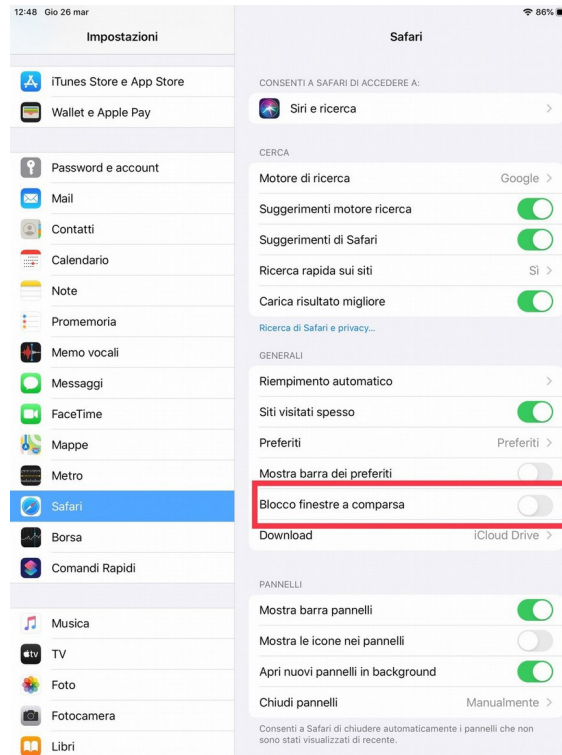 12:48 Gio 26 mar
86%
Impostazioni
iTunes Store e App Store
Wallet e Apple Pay
Password e account
Mail
Contatti
Calendario
Note
Promemoria
Memo vocali
Messaggi
FaceTime
Mappe
Metro
Safari
Borsa
Comandi Rapidi
Musica
tv
TV
Foto
Fotocamera
Libri
Safari
CONSENTI A SAFARI DI ACCEDERE A:
Siri e ricerca
CERCA
Motore di ricerca Google
Suggerimenti motore ricerca
Suggerimenti di Safari
Ricerca rapida sui siti Sì
Carica risultato migliore
Ricerca di Safari e privacy...
GENERALI
Riempimento automatico
Siti visitati spesso
Preferiti Preferiti
Mostra barra dei preferiti
Blocco finestre a comparsa
Download iCloud Drive
PANNELLI
Mostra barra pannelli
Mostra le icone nei pannelli
Apri nuovi pannelli in background
Chiudi pannelli Manualmente
Consenti a Safari di chiudere automaticamente i pannelli che non
sono stati visualizzati di recente.